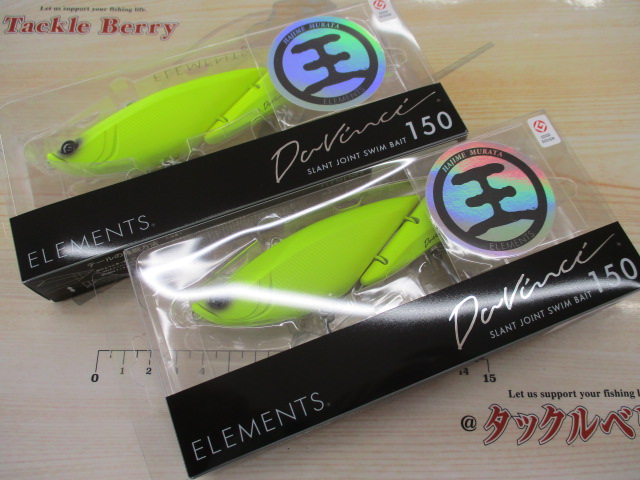 Let us support your fishing life.
Tackle Berry
HAJIME MURATA
王
ELEMENTS
DaVinci 150
SLANT JOINT SWIM BAIT
ELEMENTS
HAJIME MURATA
王
ELEMENTS
DaVinci 150
SLANT JOINT SWIM BAIT
ELEMENTS
0 1 2
15
Let us support your fishing
@タックルベ